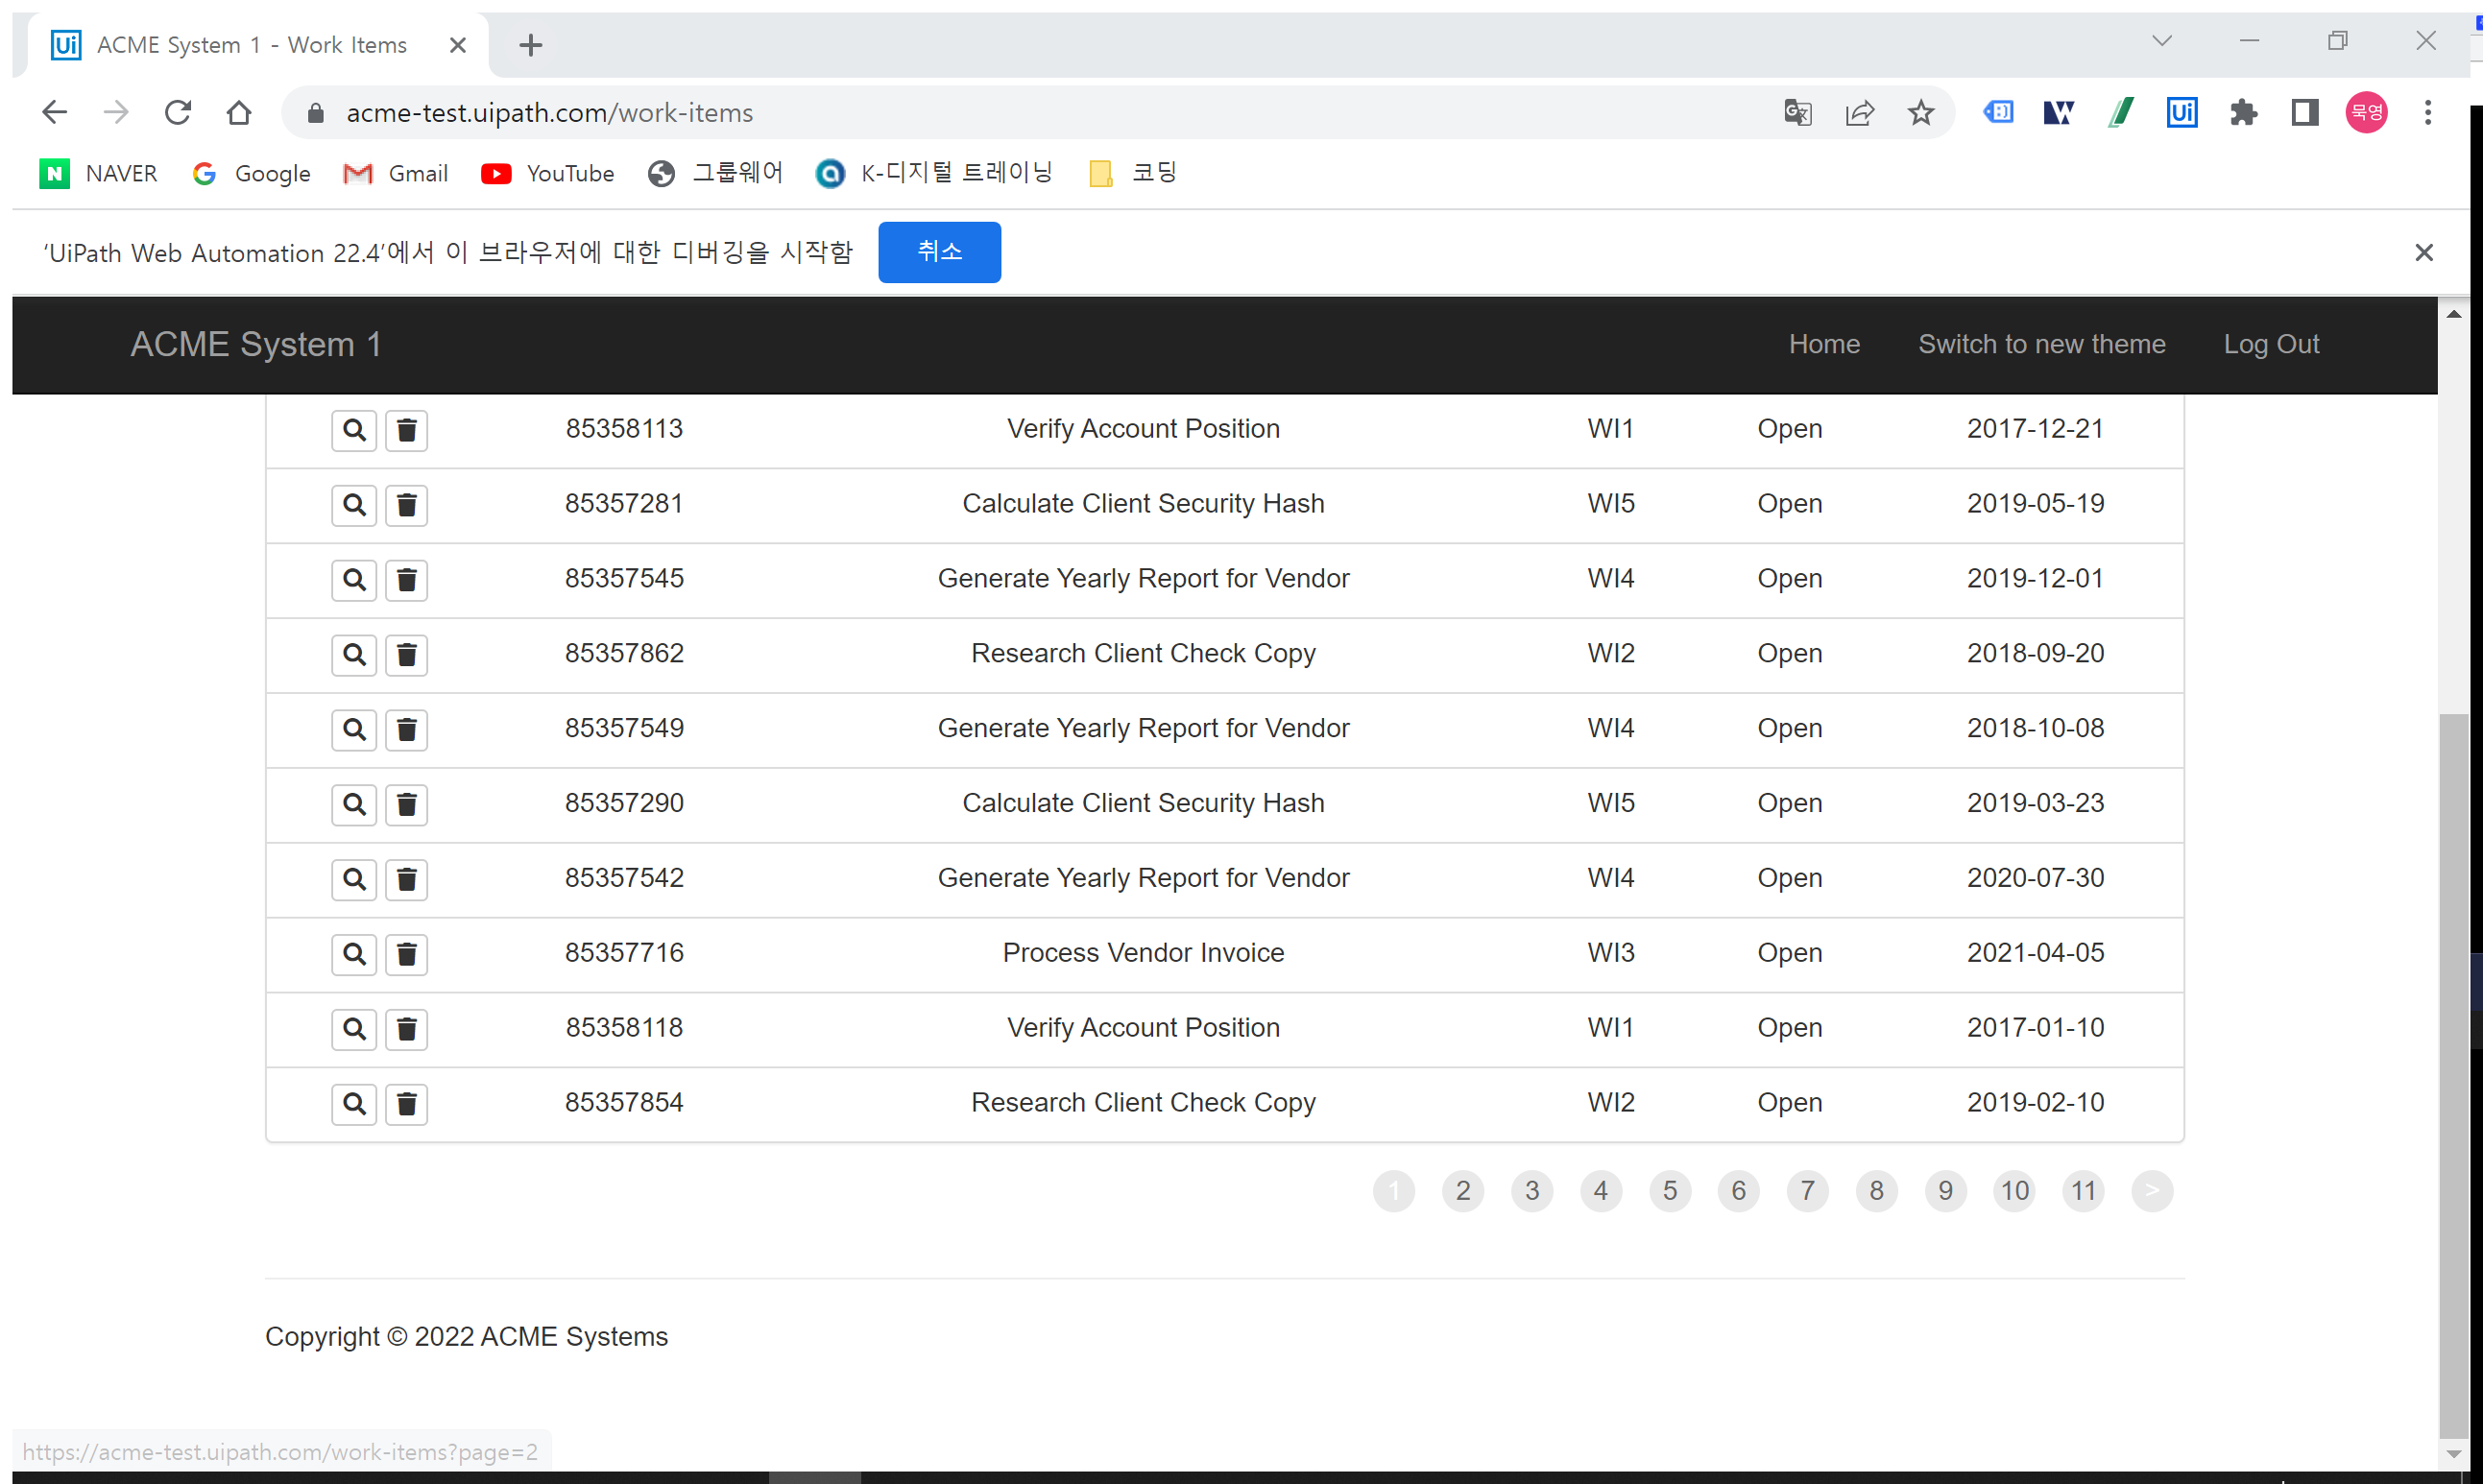 ACME System 1 - Work Items
acme-test.uipath.com/work-items
묵영
NAVER Google Gmail YouTube 그룹웨어 K-디지털 트레이닝 코딩
'UiPath Web Automation 22.4'에서 이 브라우저에 대한 디버깅을 시작함 취소
ACME System 1 Home Switch to new theme Log Out
85358113 Verify Account Position WI1 Open 2017-12-21
85357281 Calculate Client Security Hash WI5 Open 2019-05-19
85357545 Generate Yearly Report for Vendor WI4 Open 2019-12-01
85357862 Research Client Check Copy WI2 Open 2018-09-20
85357549 Generate Yearly Report for Vendor WI4 Open 2018-10-08
85357290 Calculate Client Security Hash WI5 Open 2019-03-23
85357542 Generate Yearly Report for Vendor WI4 Open 2020-07-30
85357716 Process Vendor Invoice WI3 Open 2021-04-05
85358118 Verify Account Position WI1 Open 2017-01-10
85357854 Research Client Check Copy WI2 Open 2019-02-10
1 2 3 4 5 6 7 8 9 10 11 >
Copyright © 2022 ACME Systems
https://acme-test.uipath.com/work-items?page=2